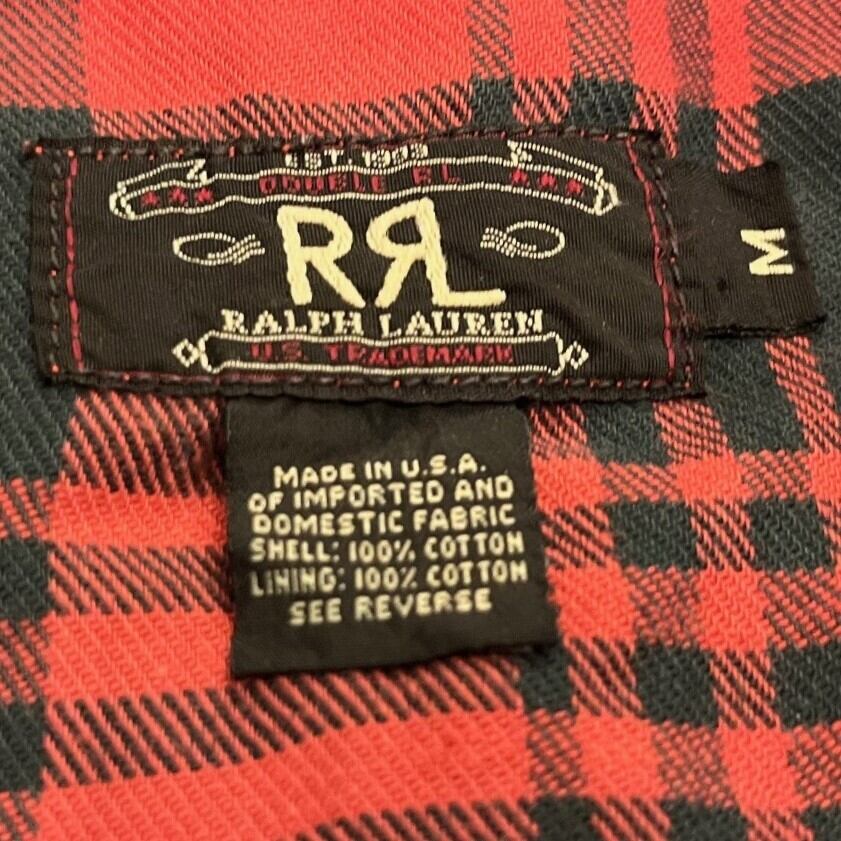 EST. 1993
DOUBLE RL
RRL
RALPH LAUREN
U.S. TRADEMARK
M
MADE IN U.S.A.
OF IMPORTED AND
DOMESTIC FABRIC
SHELL: 100% COTTON
LINING: 100% COTTON
SEE REVERSE